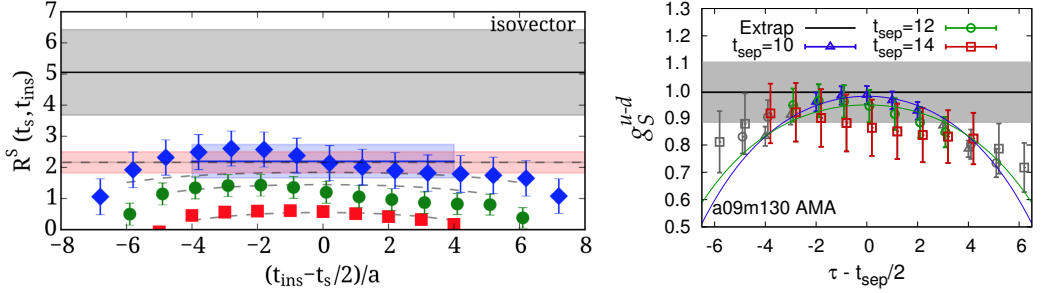 isovector
R^S (t_s, t_ins)
7
6
5
4
3
2
1
0
−8 −6 −4 −2 0 2 4 6 8
(t_ins−t_s/2)/a
g_S^{u-d}
1.3
1.2
1.1
1
0.9
0.8
0.7
0.6
0.5
Extrap t_sep=12
t_sep=10 t_sep=14
a09m130 AMA
-6 -4 -2 0 2 4 6
τ - t_sep/2